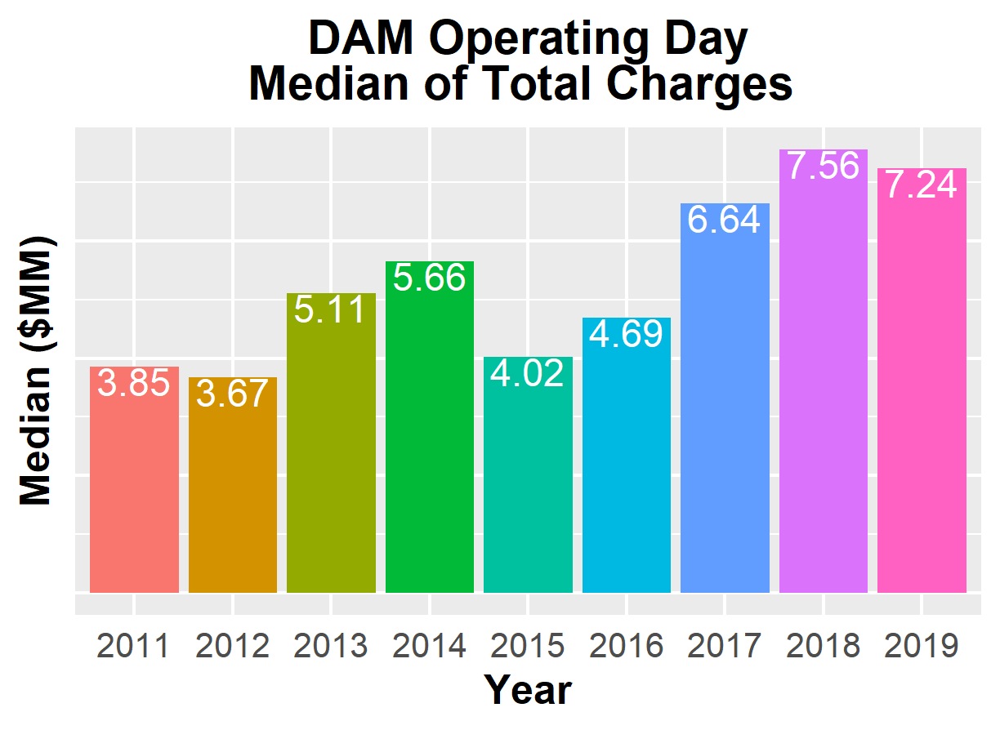 DAM Operating Day
Median of Total Charges
Median ($MM)
3.85
3.67
5.11
5.66
4.02
4.69
6.64
7.56
7.24
2011 2012 2013 2014 2015 2016 2017 2018 2019
Year